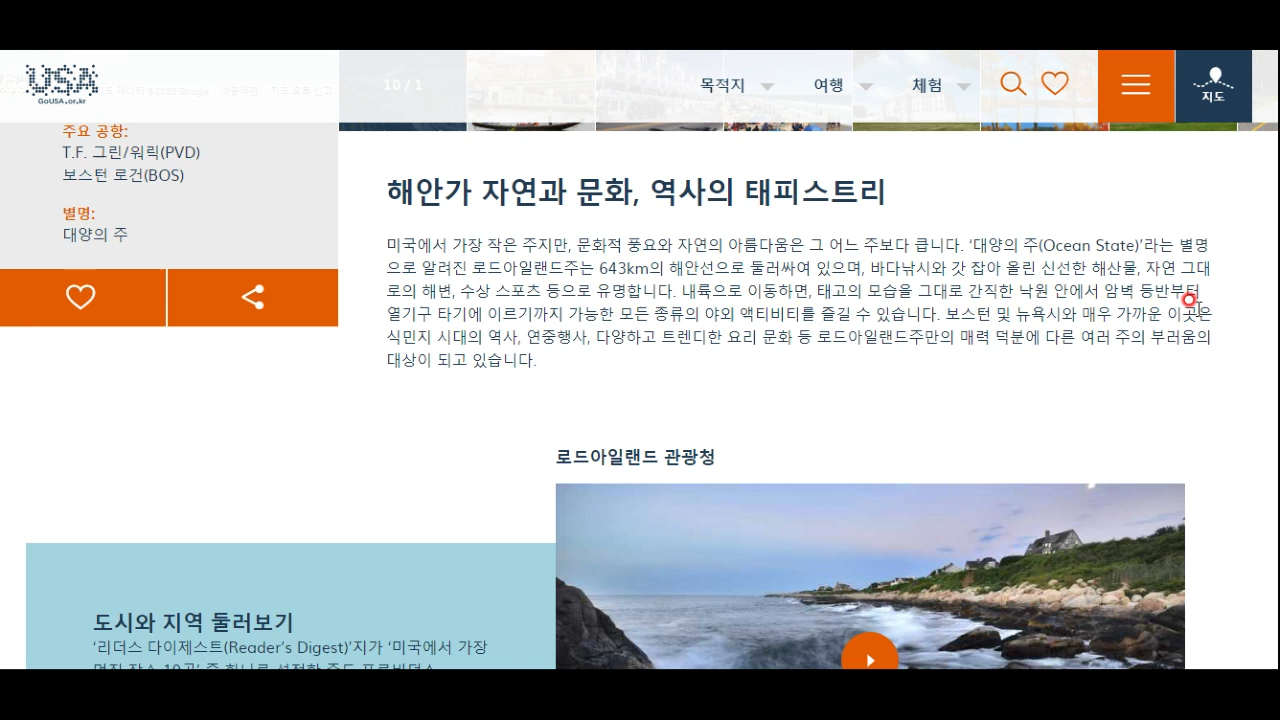 USA
GoUSA.or.kr
10 / 1
목적지
여행
체험
지도
주요 공항:
T.F. 그린/워릭(PVD)
보스턴 로건(BOS)
별명:
대양의 주
해안가 자연과 문화, 역사의 태피스트리
미국에서 가장 작은 주지만, 문화적 풍요와 자연의 아름다움은 그 어느 주보다 큽니다. ‘대양의 주(Ocean State)’라는 별명
으로 알려진 로드아일랜드주는 643km의 해안선으로 둘러싸여 있으며, 바다낚시와 갓 잡아 올린 신선한 해산물, 자연 그대
로의 해변, 수상 스포츠 등으로 유명합니다. 내륙으로 이동하면, 태고의 모습을 그대로 간직한 낙원 안에서 암벽 등반부터
열기구 타기에 이르기까지 가능한 모든 종류의 야외 액티비티를 즐길 수 있습니다. 보스턴 및 뉴욕시와 매우 가까운 이곳은
식민지 시대의 역사, 연중행사, 다양하고 트렌디한 요리 문화 등 로드아일랜드주만의 매력 덕분에 다른 여러 주의 부러움의
대상이 되고 있습니다.
로드아일랜드 관광청
도시와 지역 둘러보기
‘리더스 다이제스트(Reader’s Digest)’지가 ‘미국에서 가장